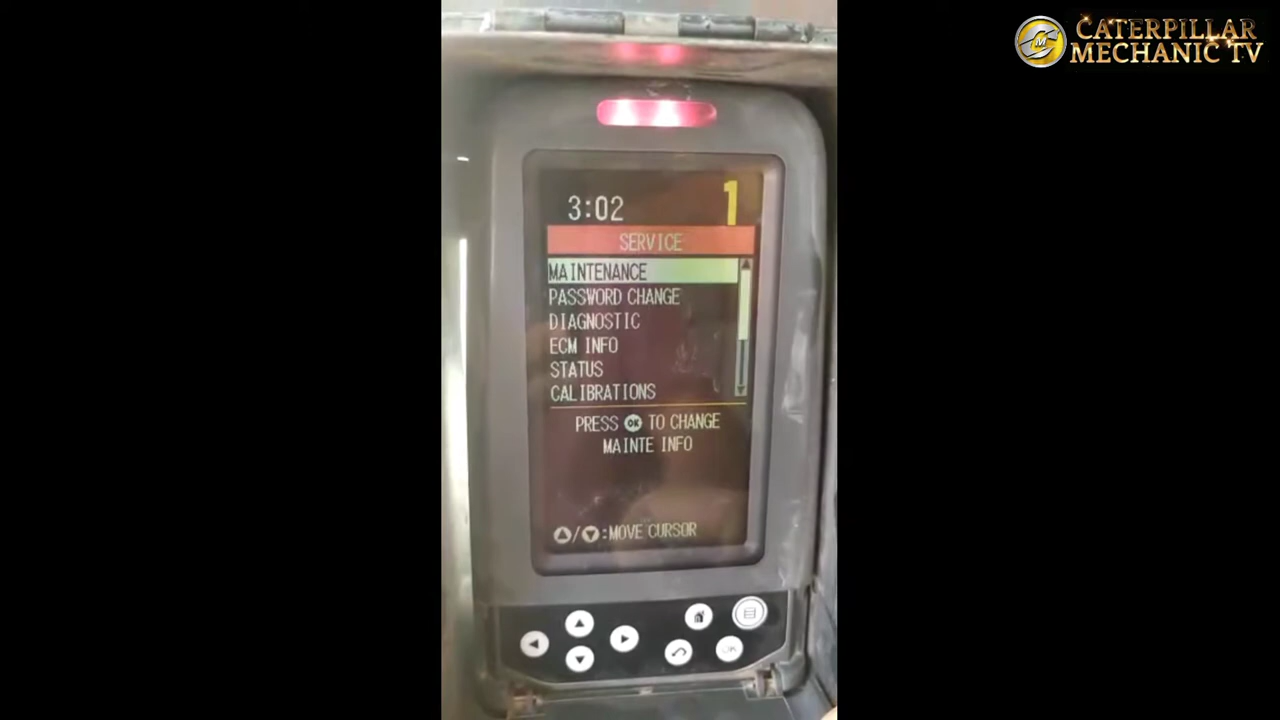 CATERPILLAR
MECHANIC TV
3:02 1
SERVICE
MAINTENANCE
PASSWORD CHANGE
DIAGNOSTIC
ECM INFO
STATUS
CALIBRATIONS
PRESS OK TO CHANGE
MAINTE INFO
▲/▼:MOVE CURSOR
OK